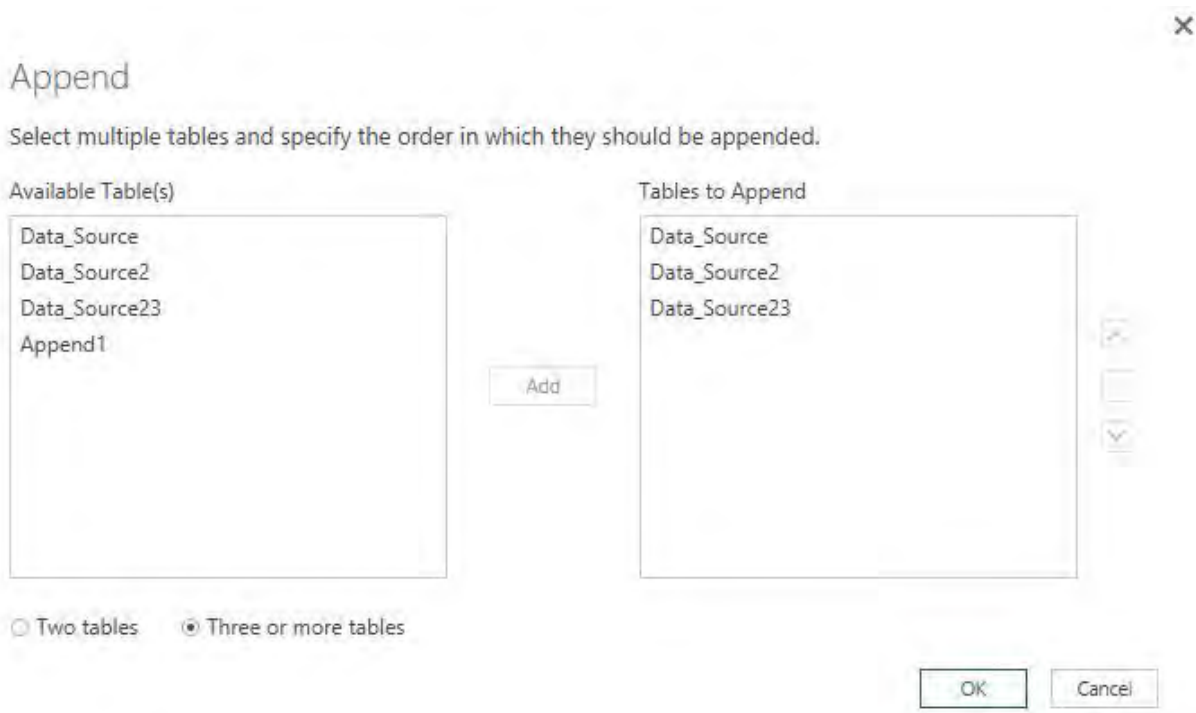 Append
Select multiple tables and specify the order in which they should be appended.
Available Table(s)
Data_Source
Data_Source2
Data_Source23
Append1
Add
Tables to Append
Data_Source
Data_Source2
Data_Source23
Two tables
Three or more tables
OK
Cancel